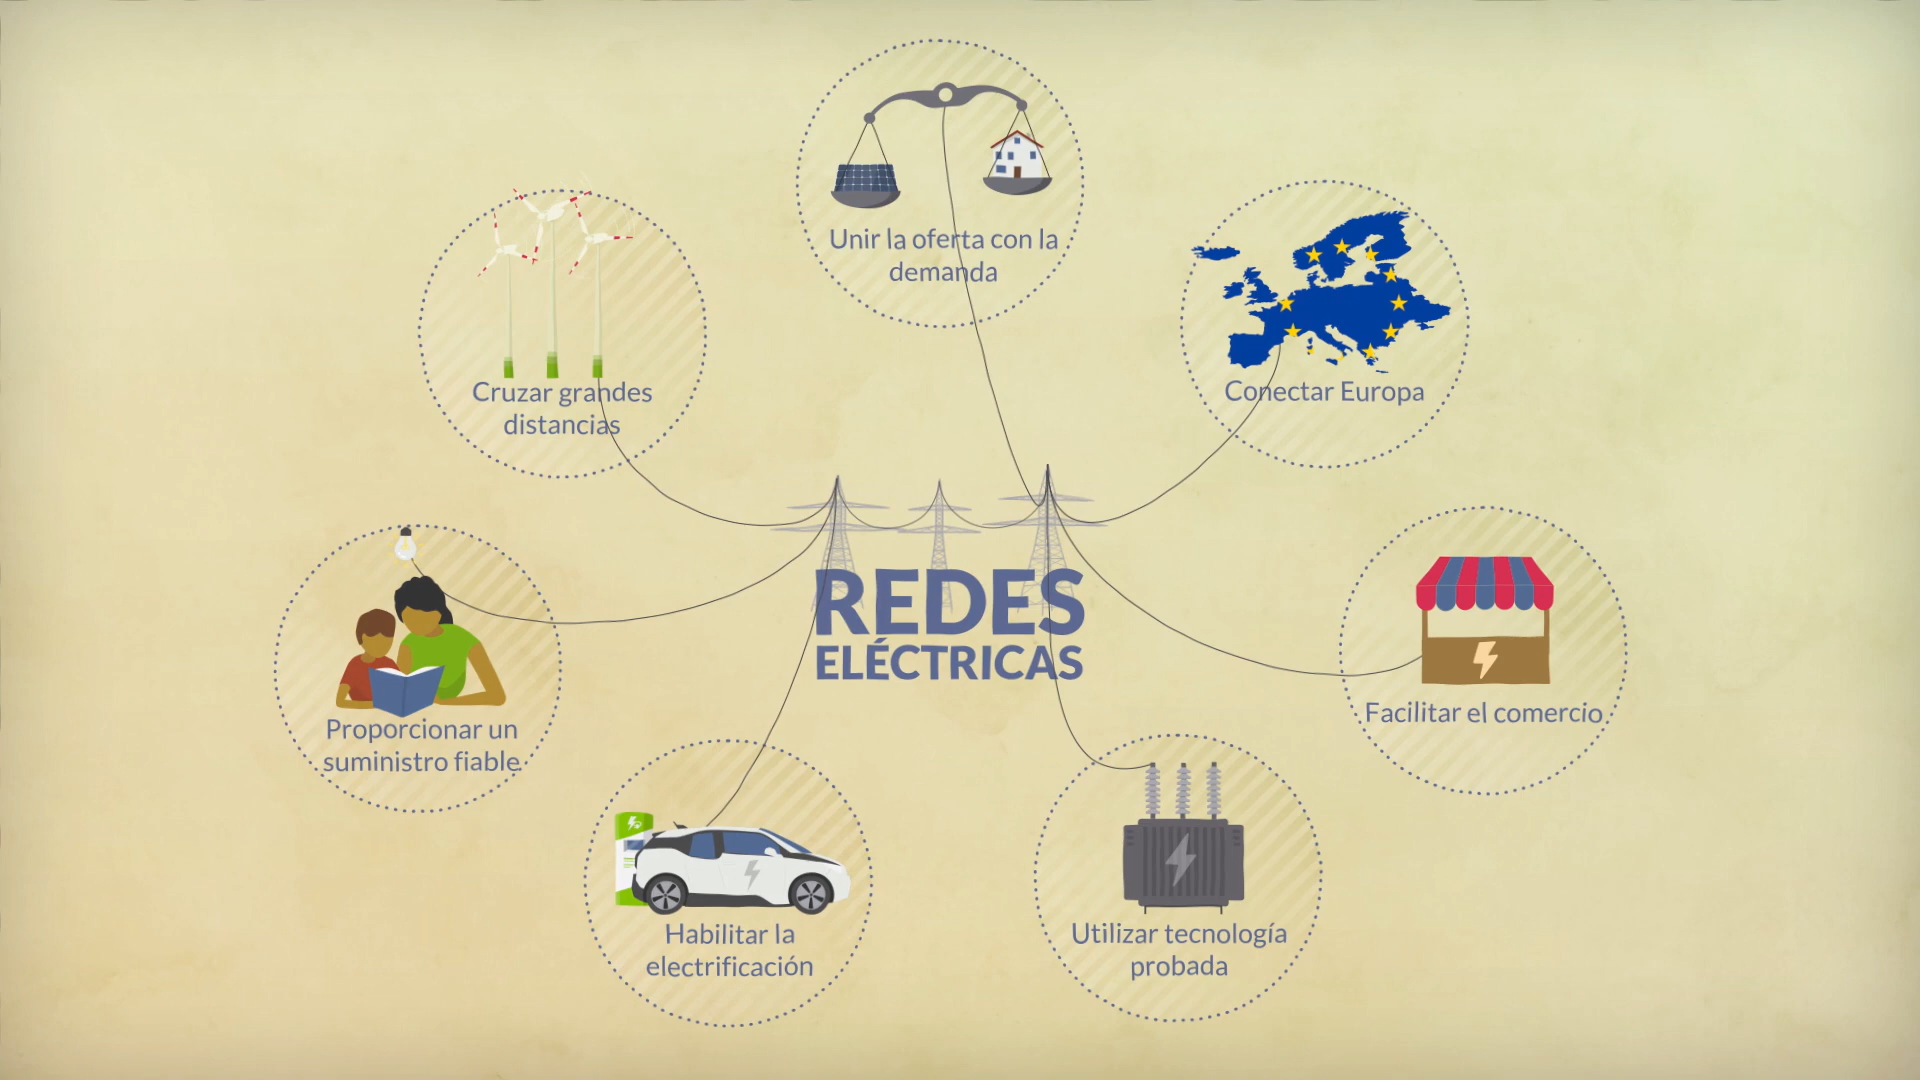 Unir la oferta con la
demanda
Cruzar grandes
distancias
Conectar Europa
REDES
ELÉCTRICAS
Proporcionar un
suministro fiable
Facilitar el comercio
Habilitar la
electrificación
Utilizar tecnología
probada